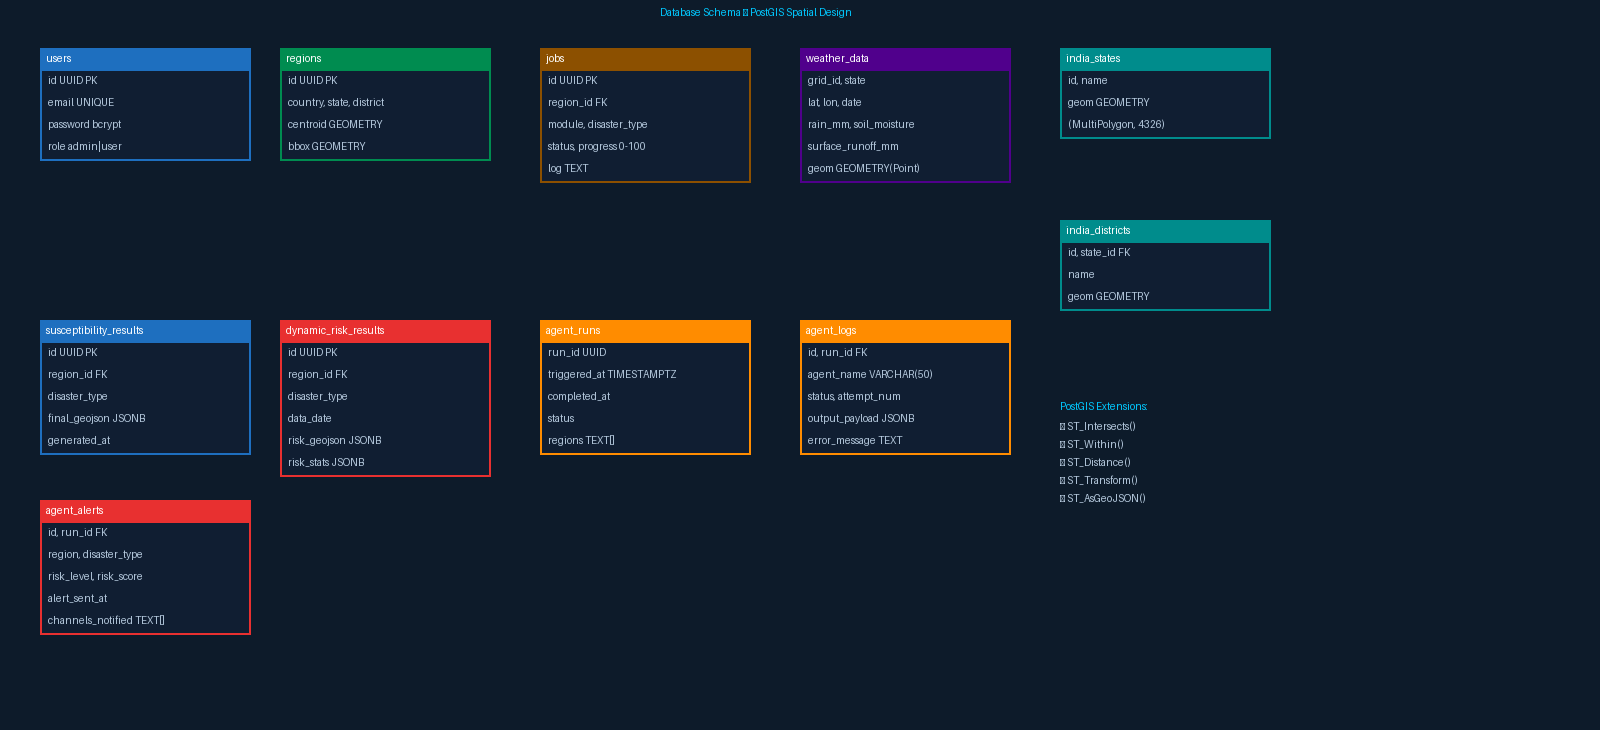 Database Schema ▯ PostGIS Spatial Design
users
id UUID PK
email UNIQUE
password bcrypt
role admin|user
regions
id UUID PK
country, state, district
centroid GEOMETRY
bbox GEOMETRY
jobs
id UUID PK
region_id FK
module, disaster_type
status, progress 0-100
log TEXT
weather_data
grid_id, state
lat, lon, date
rain_mm, soil_moisture
surface_runoff_mm
geom GEOMETRY(Point)
india_states
id, name
geom GEOMETRY
(MultiPolygon, 4326)
india_districts
id, state_id FK
name
geom GEOMETRY
susceptibility_results
id UUID PK
region_id FK
disaster_type
final_geojson JSONB
generated_at
dynamic_risk_results
id UUID PK
region_id FK
disaster_type
data_date
risk_geojson JSONB
risk_stats JSONB
agent_runs
run_id UUID
triggered_at TIMESTAMPTZ
completed_at
status
regions TEXT[]
agent_logs
id, run_id FK
agent_name VARCHAR(50)
status, attempt_num
output_payload JSONB
error_message TEXT
PostGIS Extensions:
▯ ST_Intersects()
▯ ST_Within()
▯ ST_Distance()
▯ ST_Transform()
▯ ST_AsGeoJSON()
agent_alerts
id, run_id FK
region, disaster_type
risk_level, risk_score
alert_sent_at
channels_notified TEXT[]